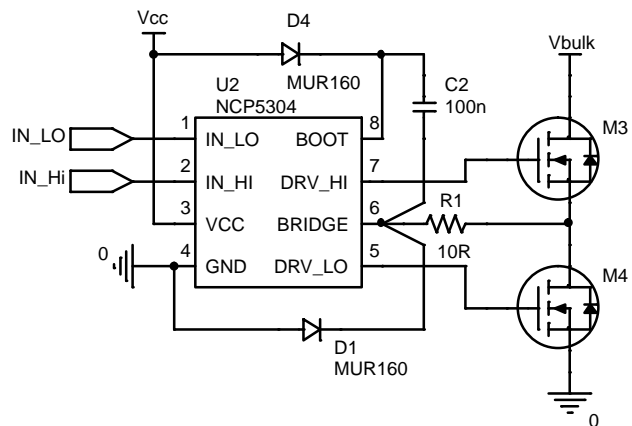 Vcc
D4
MUR160
Vbulk
U2
NCP5304
C2
100n
M3
IN_LO
1
IN_LO
BOOT
8
IN_Hi
2
IN_HI
DRV_HI
7
3
VCC
BRIDGE
6
R1
10R
0
4
GND
DRV_LO
5
M4
D1
MUR160
0